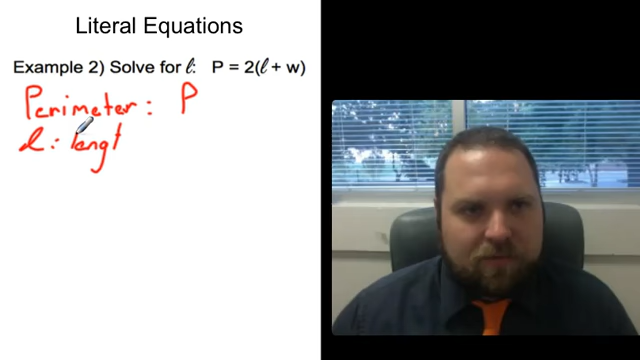 Literal Equations
Example 2) Solve for ℓ: P = 2(ℓ + w)
Perimeter: P
ℓ: lengt